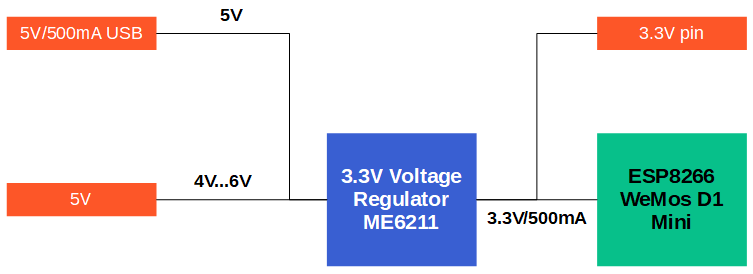 5V
5V/500mA USB
3.3V pin
4V...6V
5V
3.3V Voltage
Regulator
ME6211
3.3V/500mA
ESP8266
WeMos D1
Mini